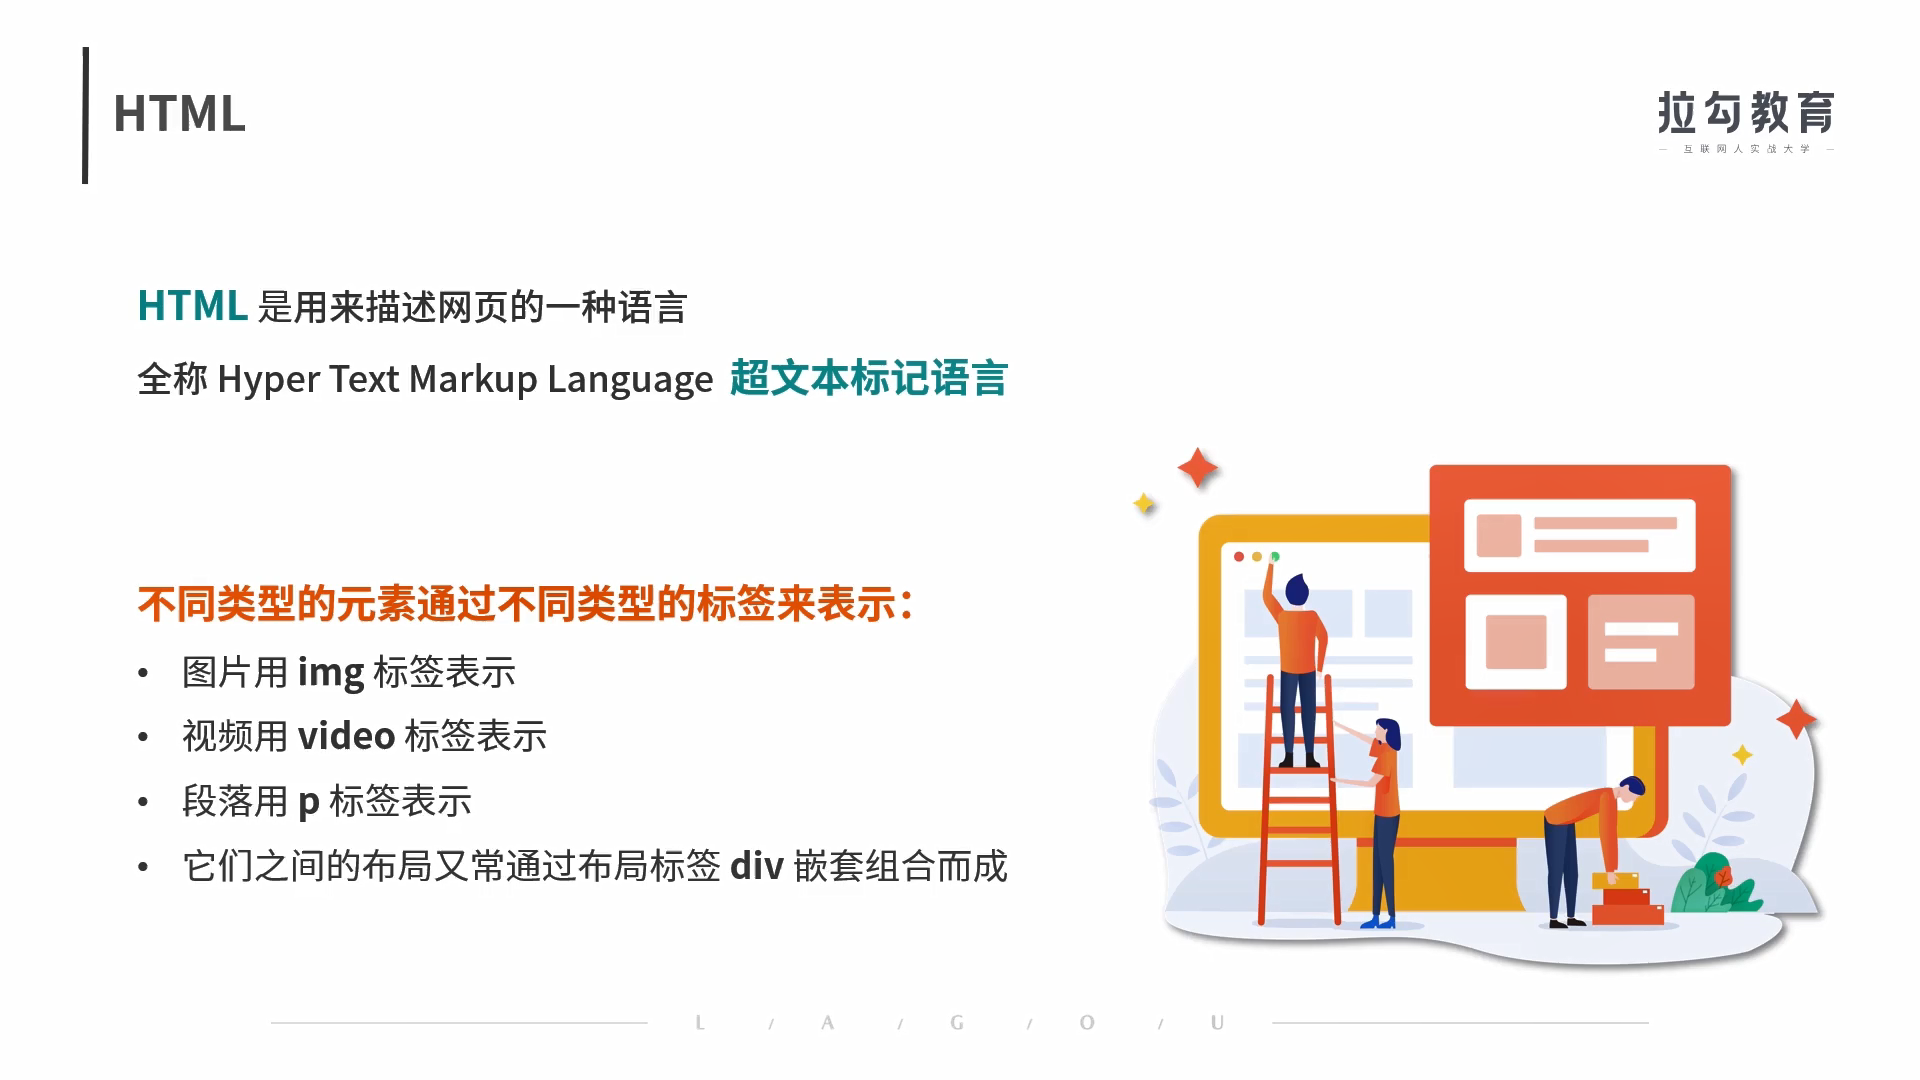 HTML
拉勾教育
— 互联网人实战大学 —
HTML 是用来描述网页的一种语言
全称 Hyper Text Markup Language 超文本标记语言
不同类型的元素通过不同类型的标签来表示：
• 图片用 img 标签表示
• 视频用 video 标签表示
• 段落用 p 标签表示
• 它们之间的布局又常通过布局标签 div 嵌套组合而成
L / A / G / O / U